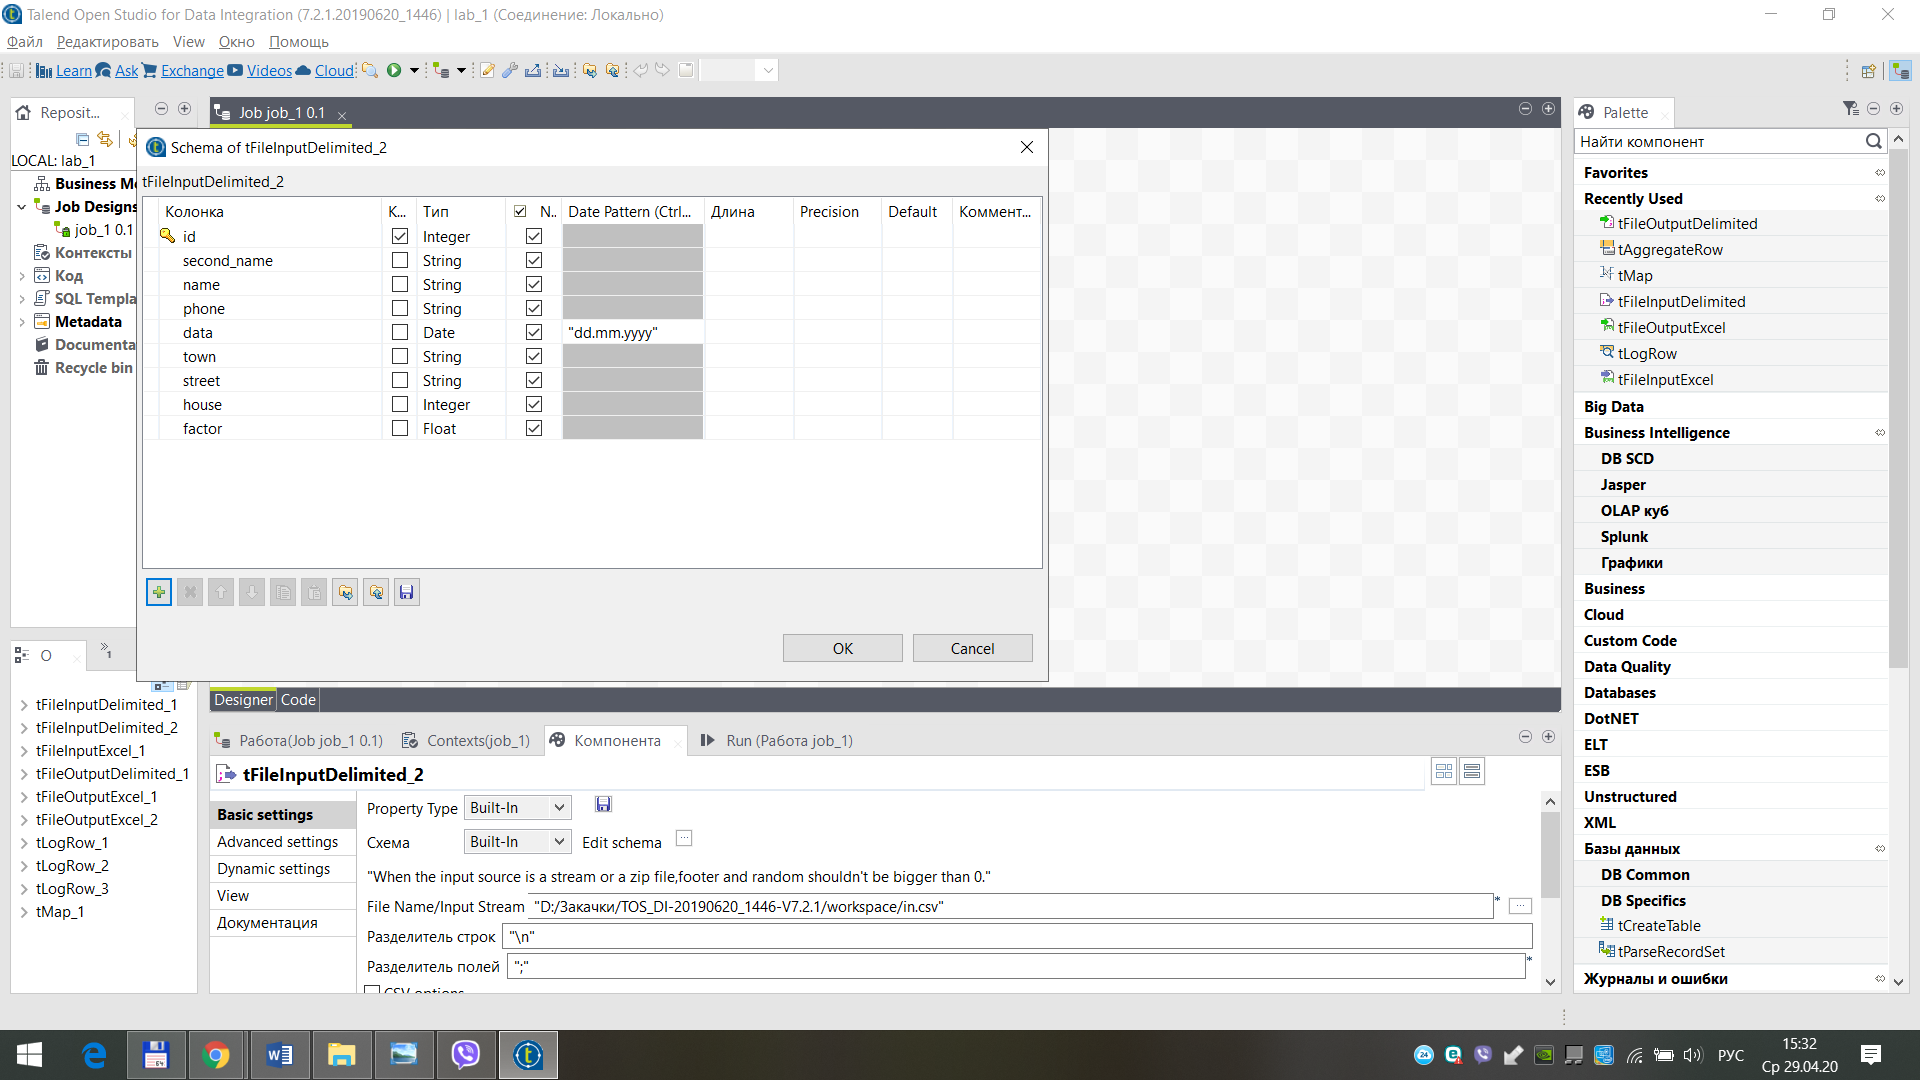 Talend Open Studio for Data Integration (7.2.1.20190620_1446) | lab_1 (Соединение: Локально)
Файл Редактировать View Окно Помощь
Learn Ask Exchange Videos Cloud
Reposit...
Job job_1 0.1
Palette
LOCAL: lab_1
Business Mo
Job Designs
job_1 0.1
Контексты
Код
SQL Templa
Metadata
Documenta
Recycle bin
Schema of tFileInputDelimited_2
tFileInputDelimited_2
Колонка К... Тип N.. Date Pattern (Ctrl... Длина Precision Default Коммент...
id Integer
second_name String
name String
phone String
data Date "dd.mm.yyyy"
town String
street String
house Integer
factor Float
OK Cancel
Найти компонент
Favorites
Recently Used
tFileOutputDelimited
tAggregateRow
tMap
tFileInputDelimited
tFileOutputExcel
tLogRow
tFileInputExcel
Big Data
Business Intelligence
DB SCD
Jasper
OLAP куб
Splunk
Графики
Business
Cloud
Custom Code
Data Quality
Databases
DotNET
ELT
ESB
Unstructured
XML
Базы данных
DB Common
DB Specifics
tCreateTable
tParseRecordSet
Журналы и ошибки
О
»1
tFileInputDelimited_1
tFileInputDelimited_2
tFileInputExcel_1
tFileOutputDelimited_1
tFileOutputExcel_1
tFileOutputExcel_2
tLogRow_1
tLogRow_2
tLogRow_3
tMap_1
Designer Code
Работа(Job job_1 0.1) Contexts(job_1) Компонента Run (Работа job_1)
tFileInputDelimited_2
Basic settings
Advanced settings
Dynamic settings
View
Документация
Property Type Built-In
Схема Built-In Edit schema ...
"When the input source is a stream or a zip file,footer and random shouldn't be bigger than 0."
File Name/Input Stream "D:/Закачки/TOS_DI-20190620_1446-V7.2.1/workspace/in.csv" * ...
Разделитель строк "\n"
Разделитель полей ";" *
CSV options
64
24
РУС
15:32
Ср 29.04.20